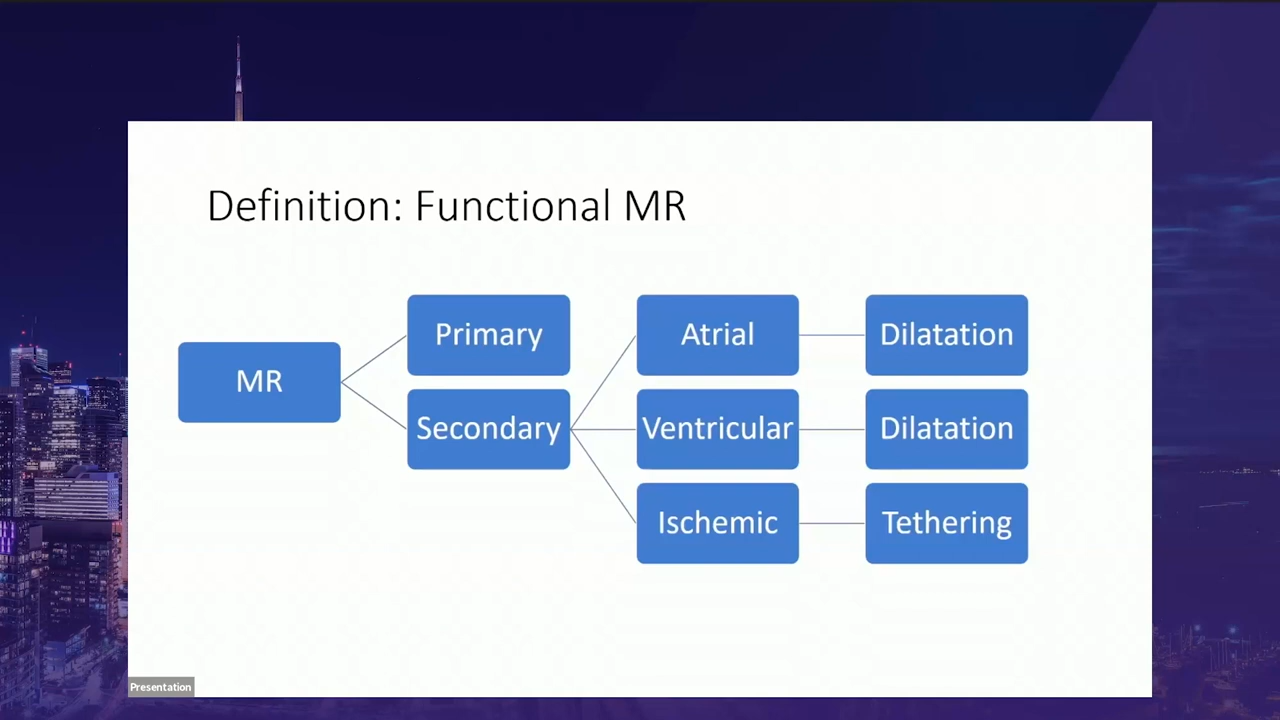 Definition: Functional MR
MR
Primary
Secondary
Atrial
Ventricular
Ischemic
Dilatation
Dilatation
Tethering
Presentation